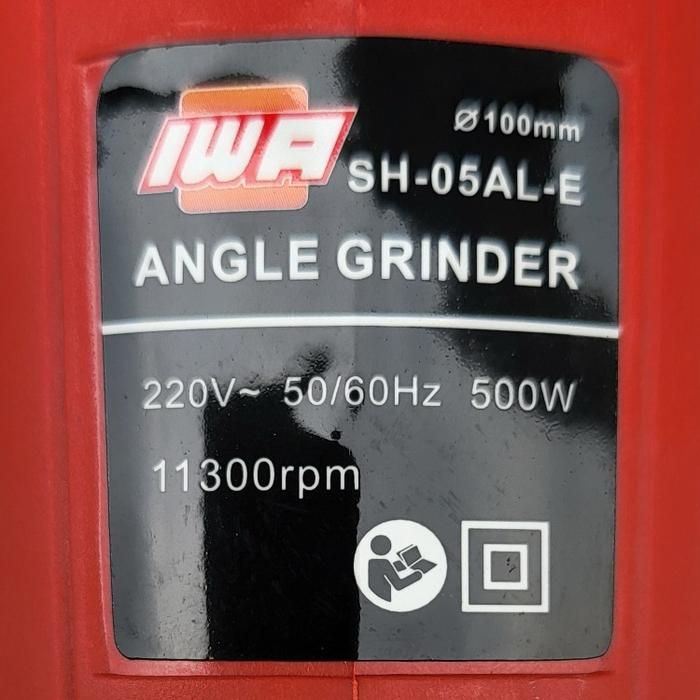 IWA
Ø100mm
SH-05AL-E
ANGLE GRINDER
220V~ 50/60Hz 500W
11300rpm